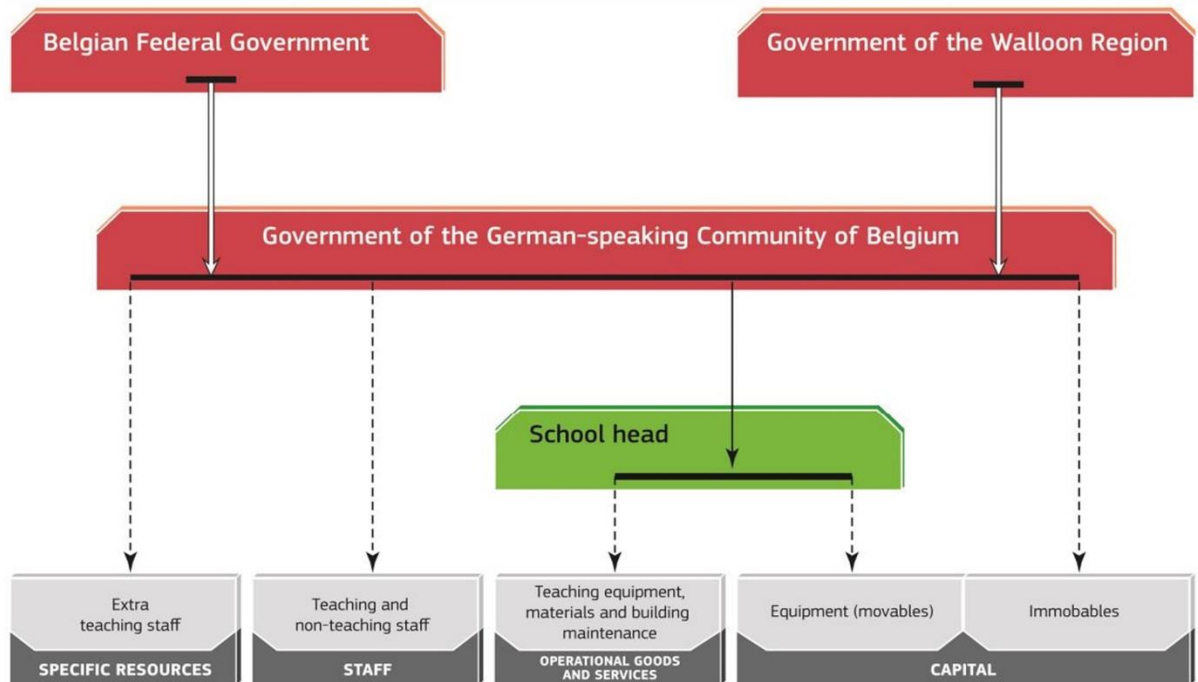 Belgian Federal Government
Government of the Walloon Region
Government of the German-speaking Community of Belgium
School head
Extra
teaching staff
SPECIFIC RESOURCES
Teaching and
non-teaching staff
STAFF
Teaching equipment,
materials and building
maintenance
OPERATIONAL GOODS
AND SERVICES
Equipment (movables)
Immobables
CAPITAL